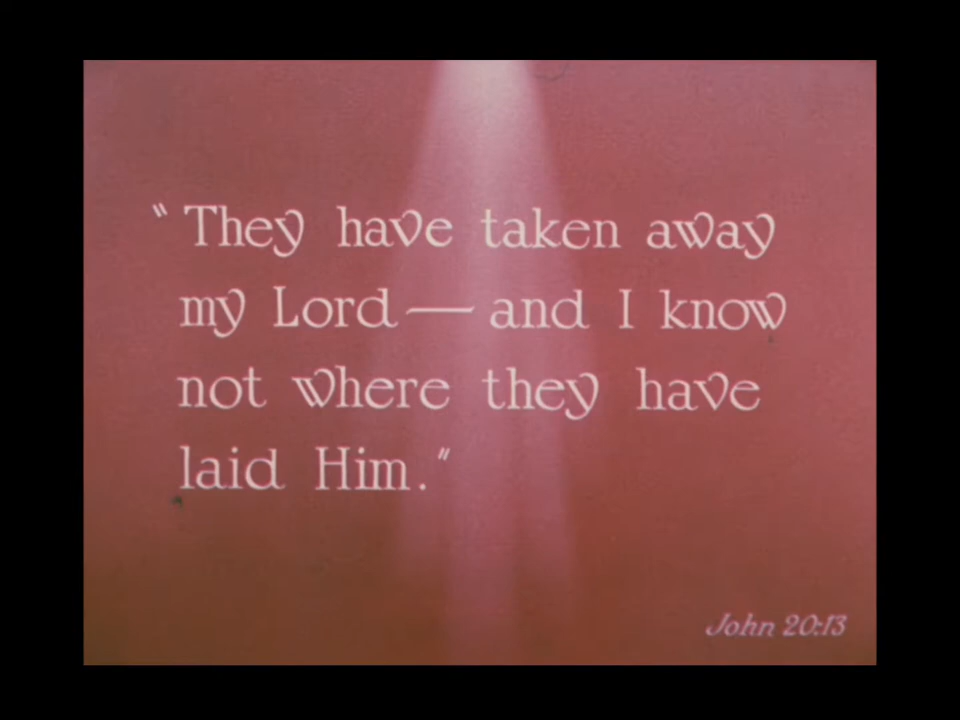 "They have taken away
my Lord — and I know
not where they have
laid Him."
John 20:13